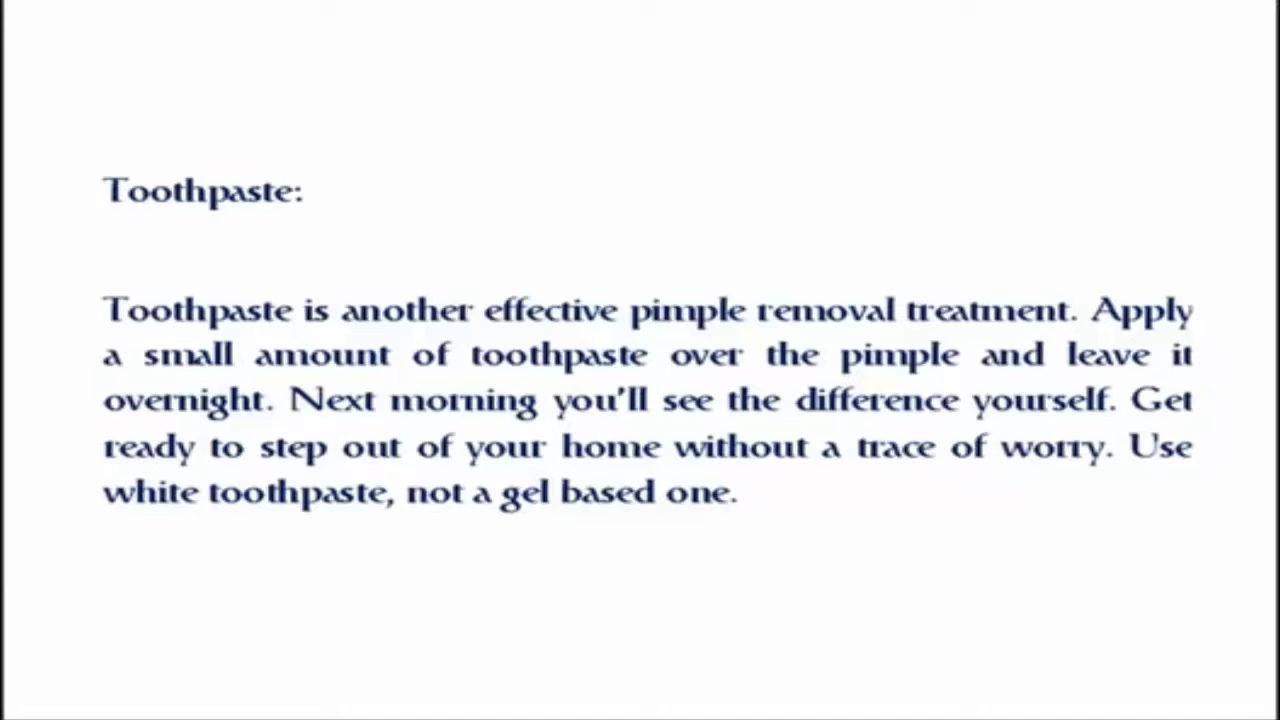 Toothpaste:
Toothpaste is another effective pimple removal treatment. Apply
a small amount of toothpaste over the pimple and leave it
overnight. Next morning you'll see the difference yourself. Get
ready to step out of your home without a trace of worry. Use
white toothpaste, not a gel based one.